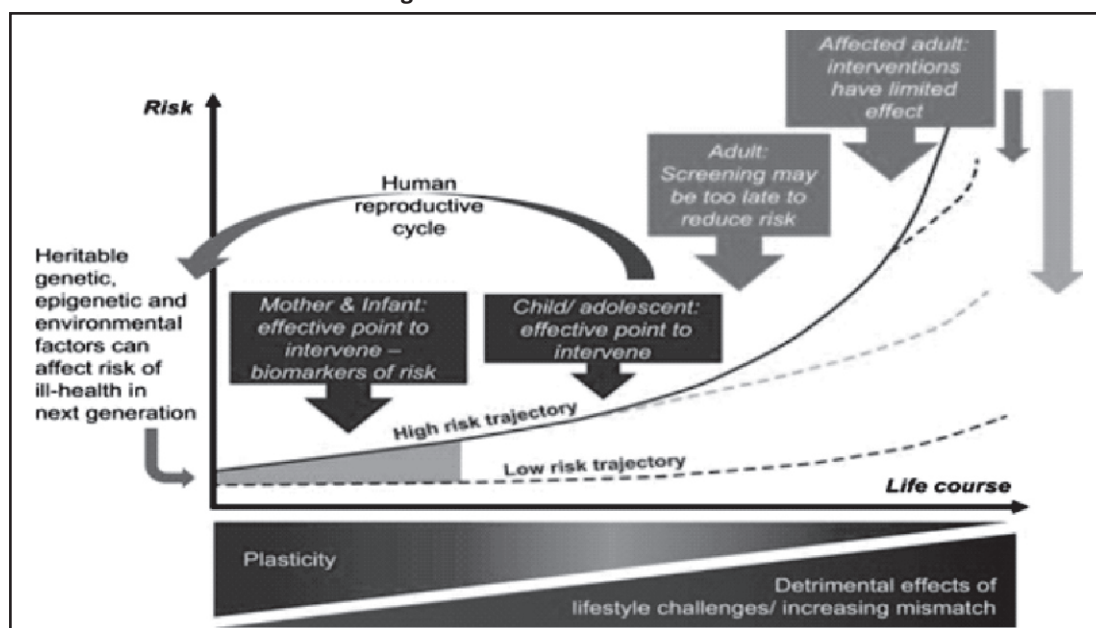 Risk
Affected adult:
interventions
have limited
effect
Adult:
Screening may
be too late to
reduce risk
Human
reproductive
cycle
Heritable
genetic,
epigenetic and
environmental
factors can
affect risk of
ill-health in
next generation
Mother & Infant:
effective point to
intervene –
biomarkers of risk
Child/ adolescent:
effective point to
intervene
High risk trajectory
Low risk trajectory
Life course
Plasticity
Detrimental effects of
lifestyle challenges/ increasing mismatch